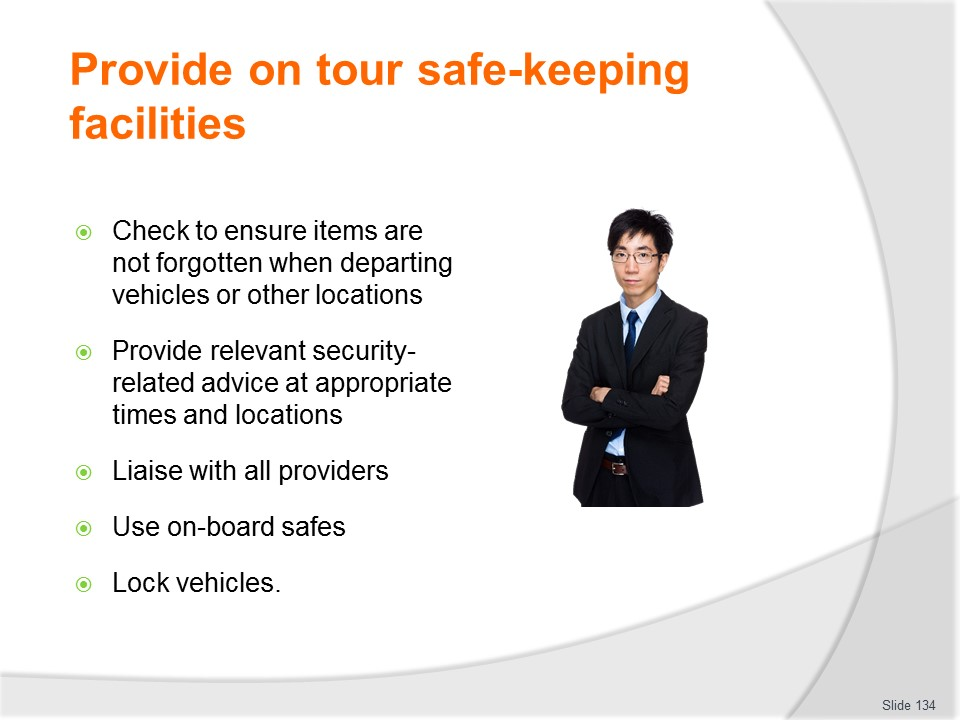 Provide on tour safe-keeping
facilities
Check to ensure items are
not forgotten when departing
vehicles or other locations
Provide relevant security-
related advice at appropriate
times and locations
Liaise with all providers
Use on-board safes
Lock vehicles.
Slide 134